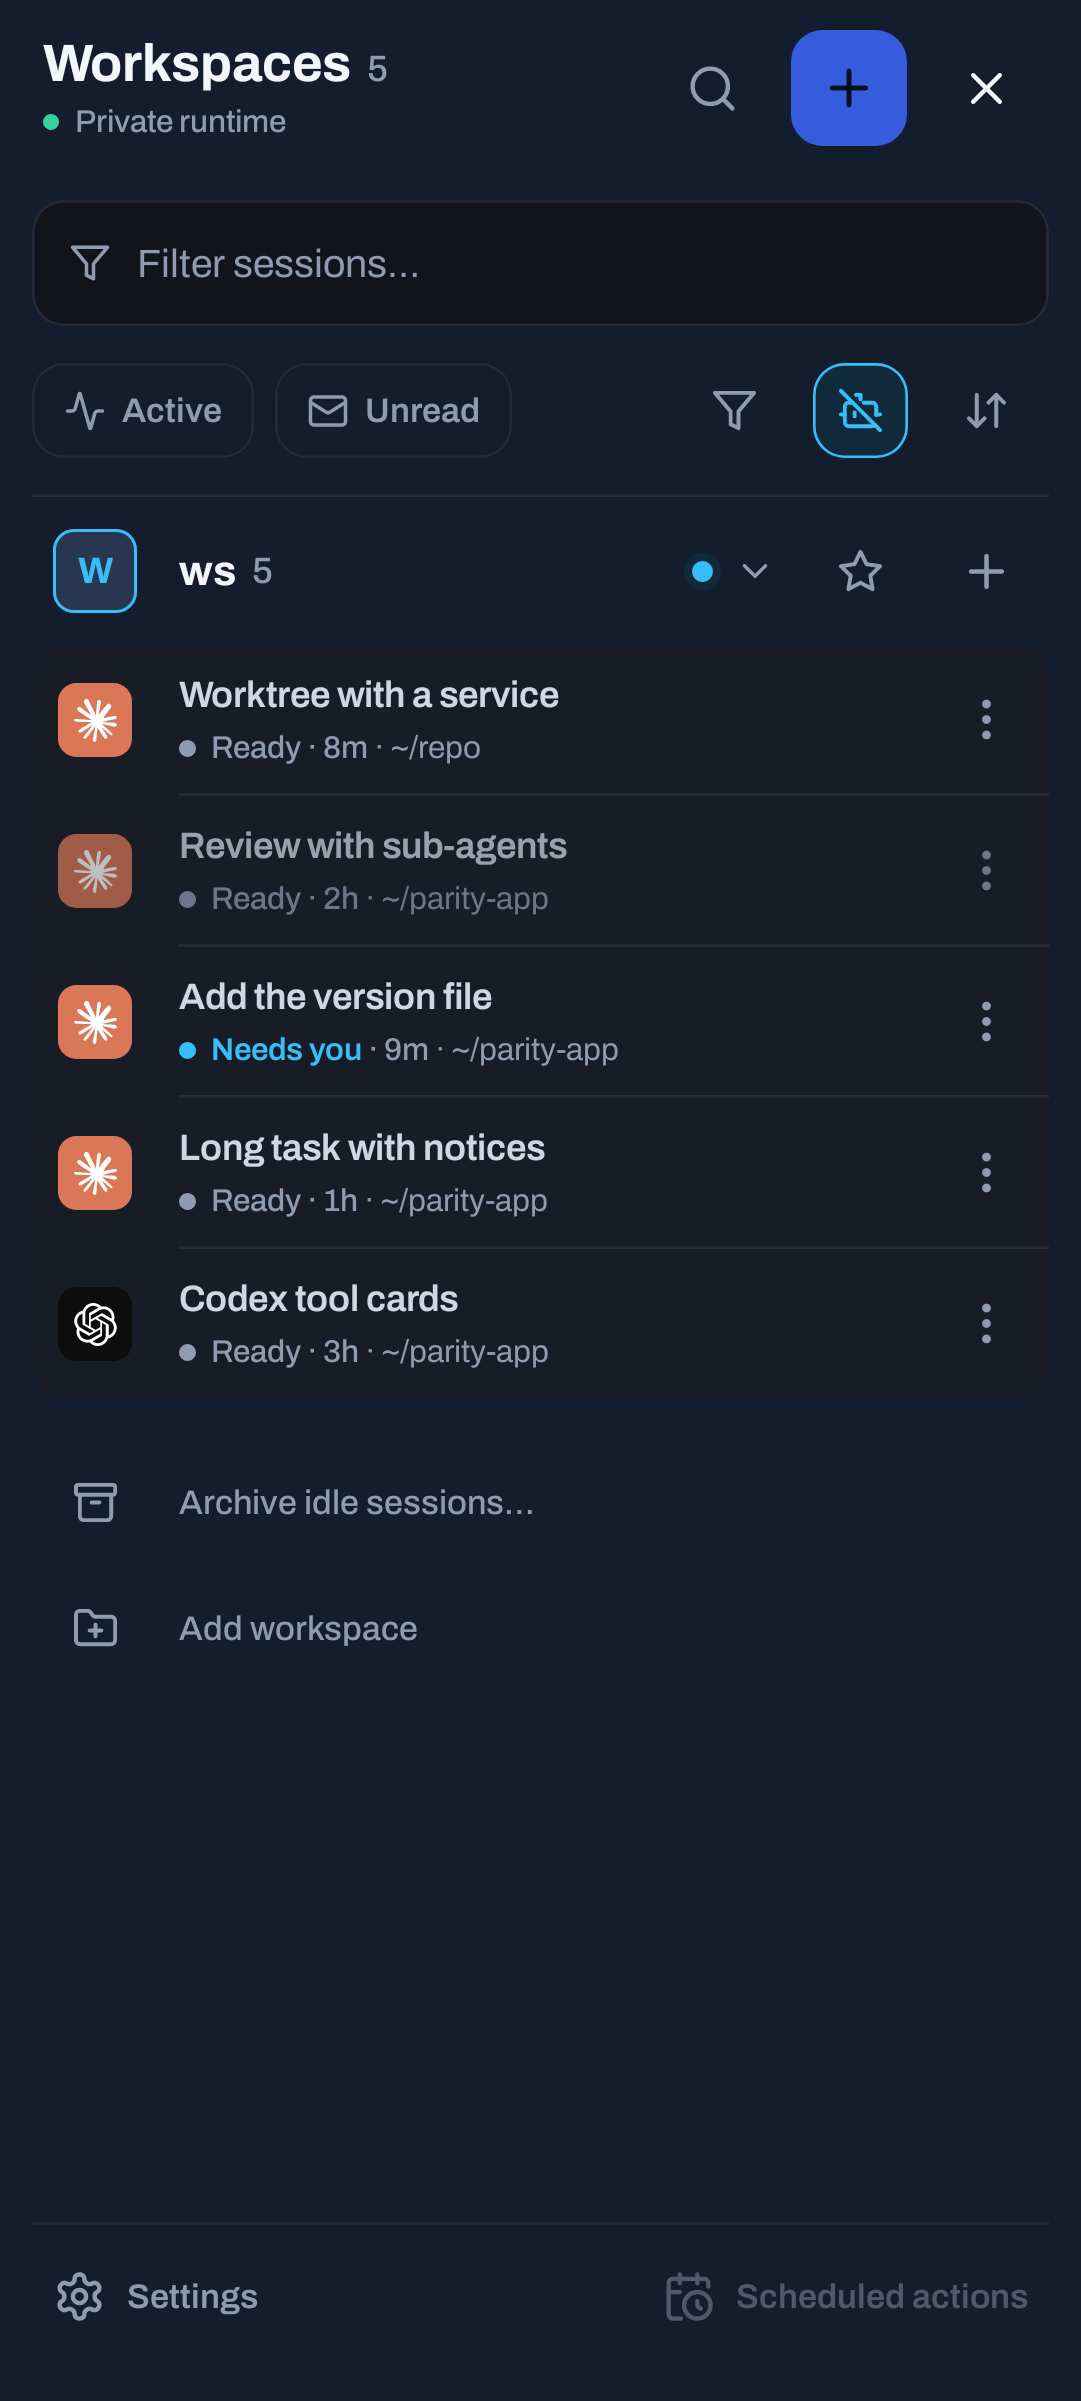 Workspaces 5
Private runtime
Filter sessions...
Active
Unread
W
ws 5
Worktree with a service
Ready · 8m · ~/repo
Review with sub-agents
Ready · 2h · ~/parity-app
Add the version file
Needs you · 9m · ~/parity-app
Long task with notices
Ready · 1h · ~/parity-app
Codex tool cards
Ready · 3h · ~/parity-app
Archive idle sessions...
Add workspace
Settings
Scheduled actions